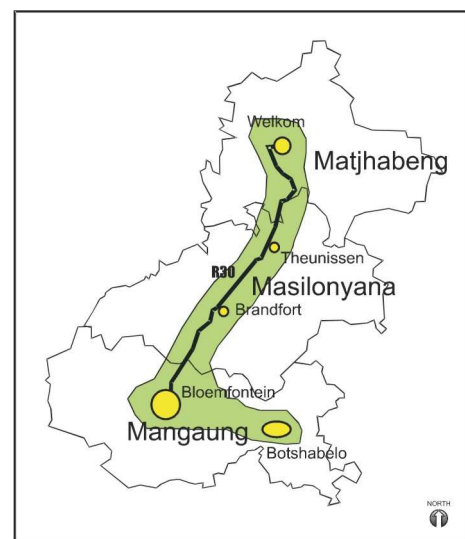 Welkom
Matjhabeng
Theunissen
R30
Masilonyana
Brandfort
Bloemfontein
Mangaung
Botshabelo
NORTH